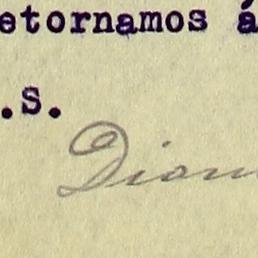 etornamos á
.s.